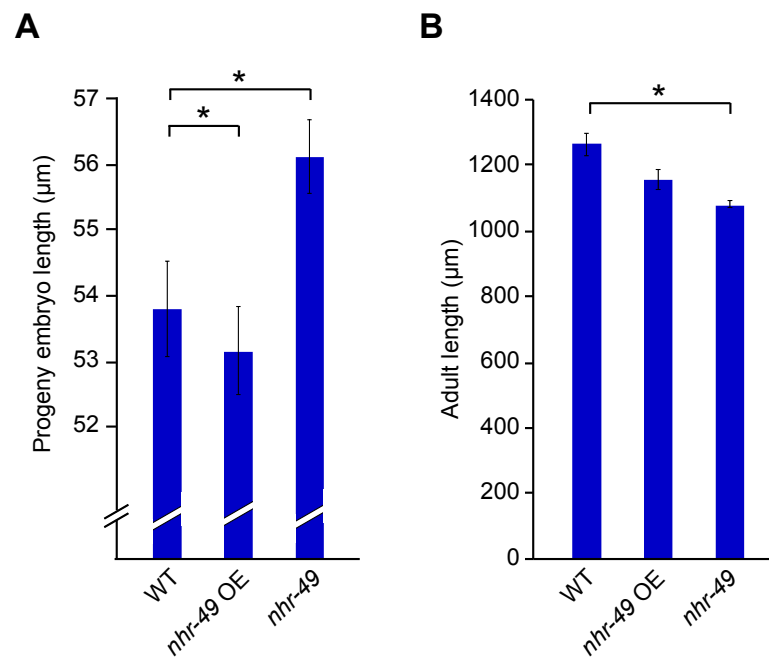 A
Progeny embryo length (µm)
57
56
55
54
53
52
*
*
WT
nhr-49 OE
nhr-49
B
Adult length (µm)
1400
1200
1000
800
600
400
200
0
*
WT
nhr-49 OE
nhr-49